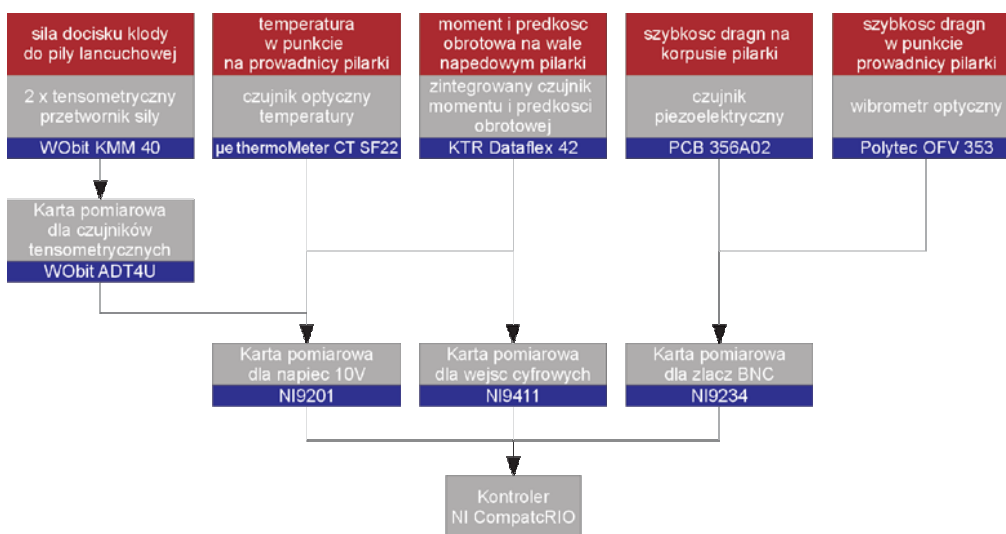 sila docisku klody
do pily lancuchowej
2 x tensometryczny
przetwornik sily
WObit KMM 40
temperatura
w punkcie
na prowadnicy pilarki
czujnik optyczny
temperatury
µe thermoMeter CT SF22
moment i predkosc
obrotowa na wale
napedowym pilarki
zintegrowany czujnik
momentu i predkosci
obrotowej
KTR Dataflex 42
szybkosc dragn na
korpusie pilarki
czujnik
piezoelektryczny
PCB 356A02
szybkosc dragn
w punkcie
prowadnicy pilarki
wibrometr optyczny
Polytec OFV 353
Karta pomiarowa
dla czujników
tensometrycznych
WObit ADT4U
Karta pomiarowa
dla napiec 10V
NI9201
Karta pomiarowa
dla wejsc cyfrowych
NI9411
Karta pomiarowa
dla zlacz BNC
NI9234
Kontroler
NI CompatcRIO